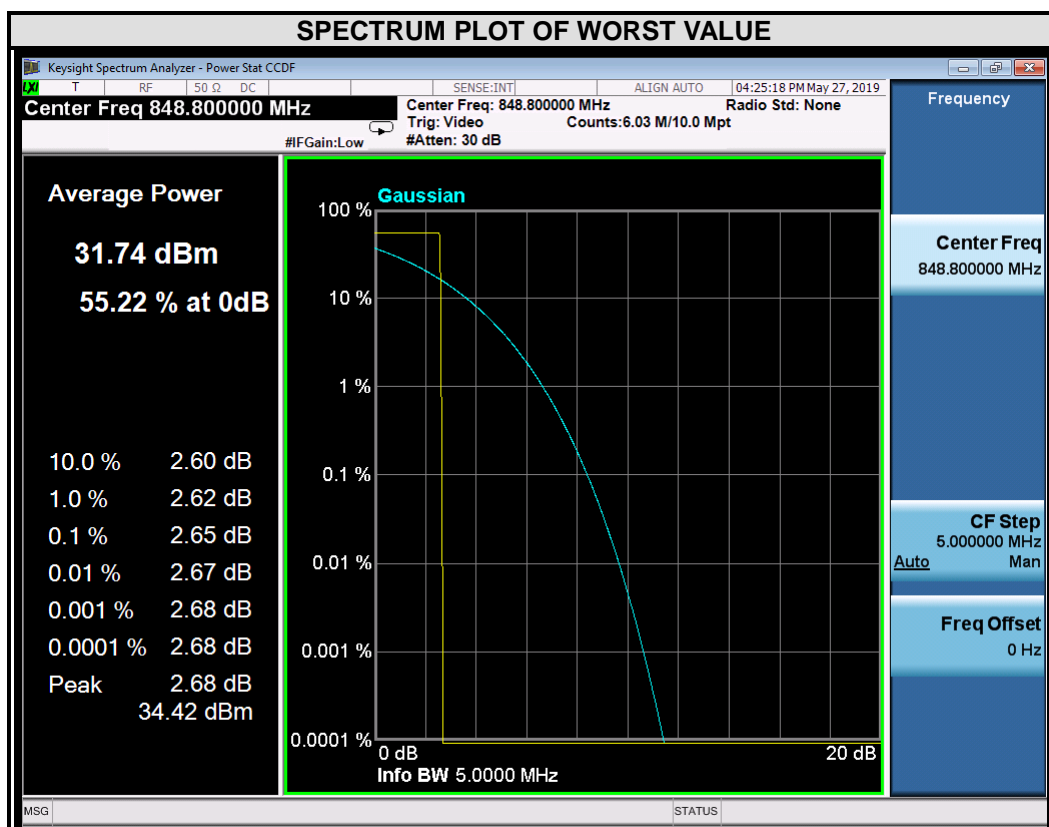 SPECTRUM PLOT OF WORST VALUE
Keysight Spectrum Analyzer - Power Stat CCDF
LXI T RF 50 Ω DC SENSE:INT ALIGN AUTO 04:25:18 PM May 27, 2019
Center Freq 848.800000 MHz
Center Freq: 848.800000 MHz Radio Std: None
Trig: Video Counts:6.03 M/10.0 Mpt
#IFGain:Low #Atten: 30 dB
Average Power
31.74 dBm
55.22 % at 0dB
10.0 % 2.60 dB
1.0 % 2.62 dB
0.1 % 2.65 dB
0.01 % 2.67 dB
0.001 % 2.68 dB
0.0001 % 2.68 dB
Peak 2.68 dB
34.42 dBm
Gaussian
100 %
10 %
1 %
0.1 %
0.01 %
0.001 %
0.0001 %
0 dB 20 dB
Info BW 5.0000 MHz
Frequency
Center Freq
848.800000 MHz
CF Step
5.000000 MHz
Auto Man
Freq Offset
0 Hz
MSG STATUS